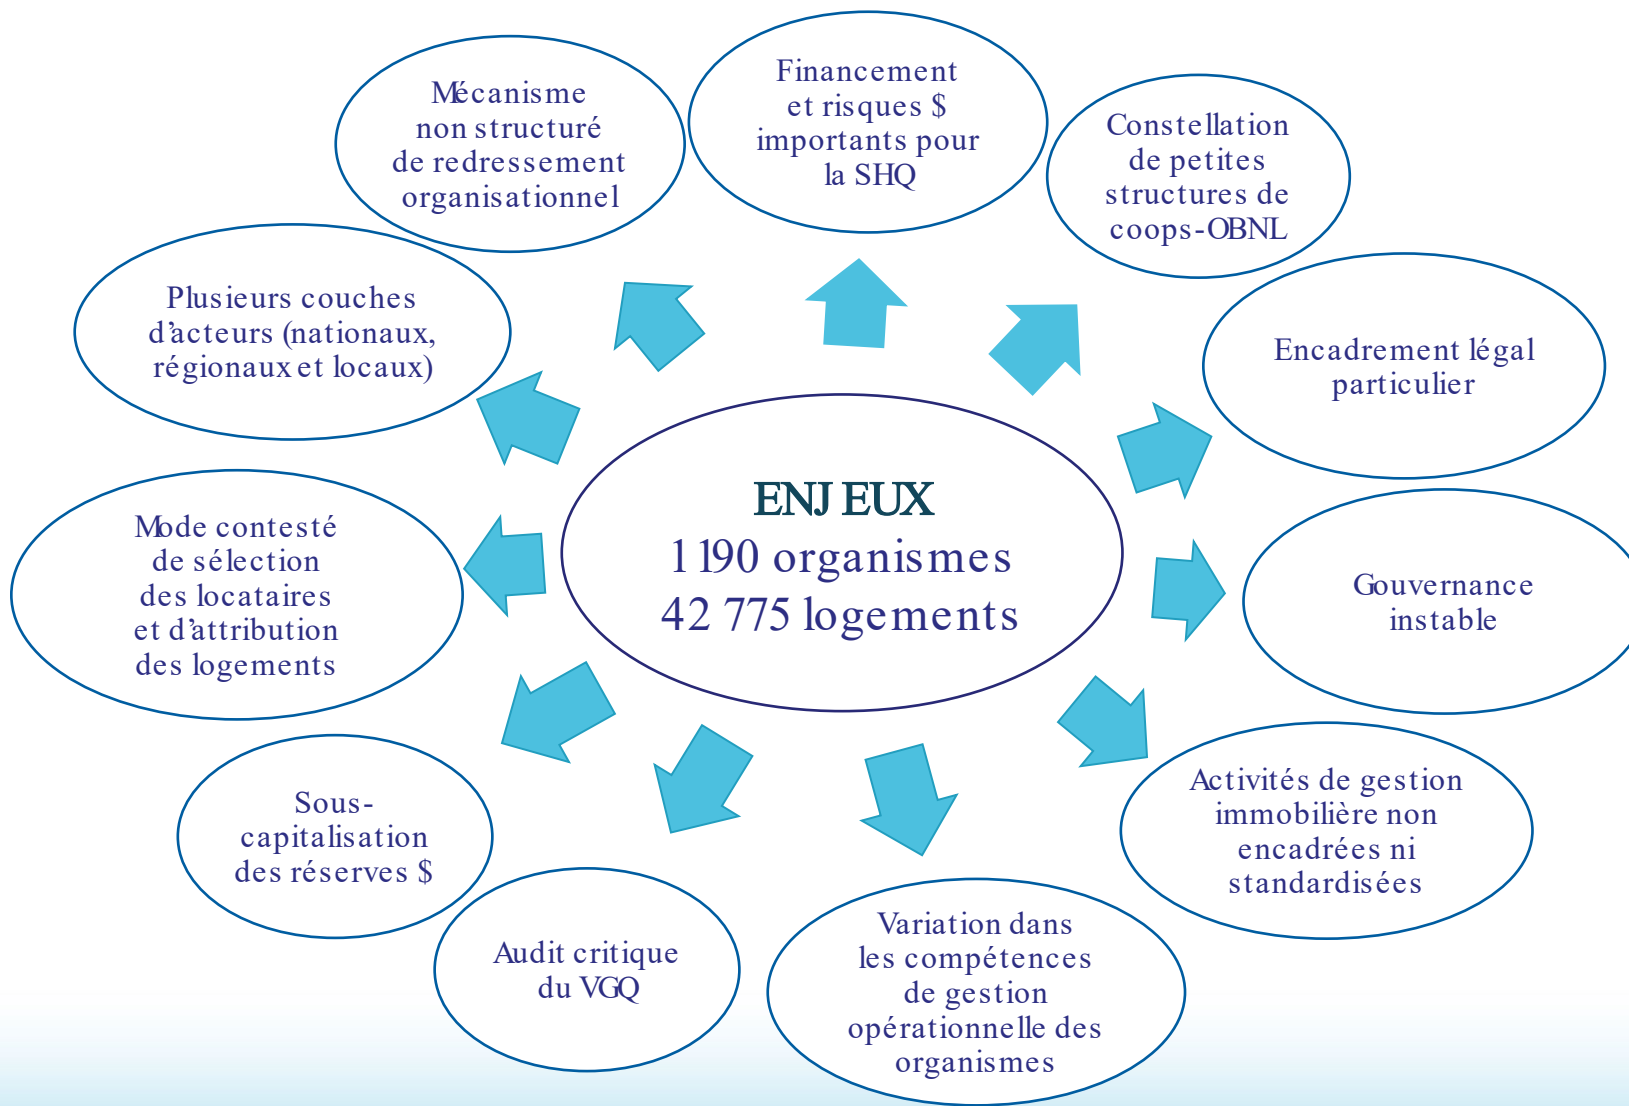 Mécanisme
non structuré
de redressement
organisationnel
Financement
et risques $
importants pour
la SHQ
Constellation
de petites
structures de
coops-OBNL
Plusieurs couches
d'acteurs (nationaux,
régionaux et locaux)
Encadrement légal
particulier
ENJEUX
1 190 organismes
42 775 logements
Mode contesté
de sélection
des locataires
et d'attribution
des logements
Gouvernance
instable
Sous-
capitalisation
des réserves $
Activités de gestion
immobilière non
encadrées ni
standardisées
Audit critique
du VGQ
Variation dans
les compétences
de gestion
opérationnelle des
organismes